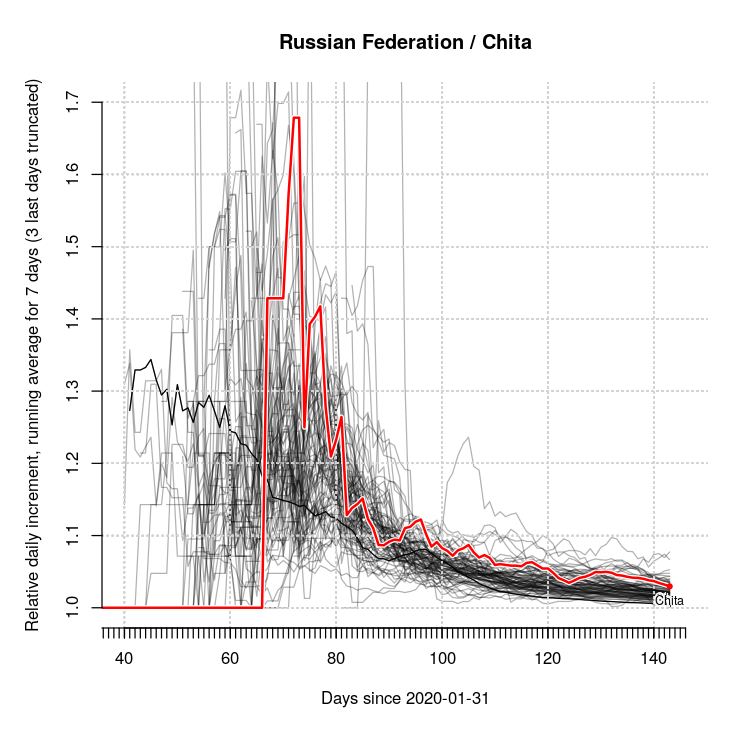 Russian Federation / Chita
Relative daily increment, running average for 7 days (3 last days truncated)
1.7
1.6
1.5
1.4
1.3
1.2
1.1
1.0
Chita
40 60 80 100 120 140
Days since 2020-01-31